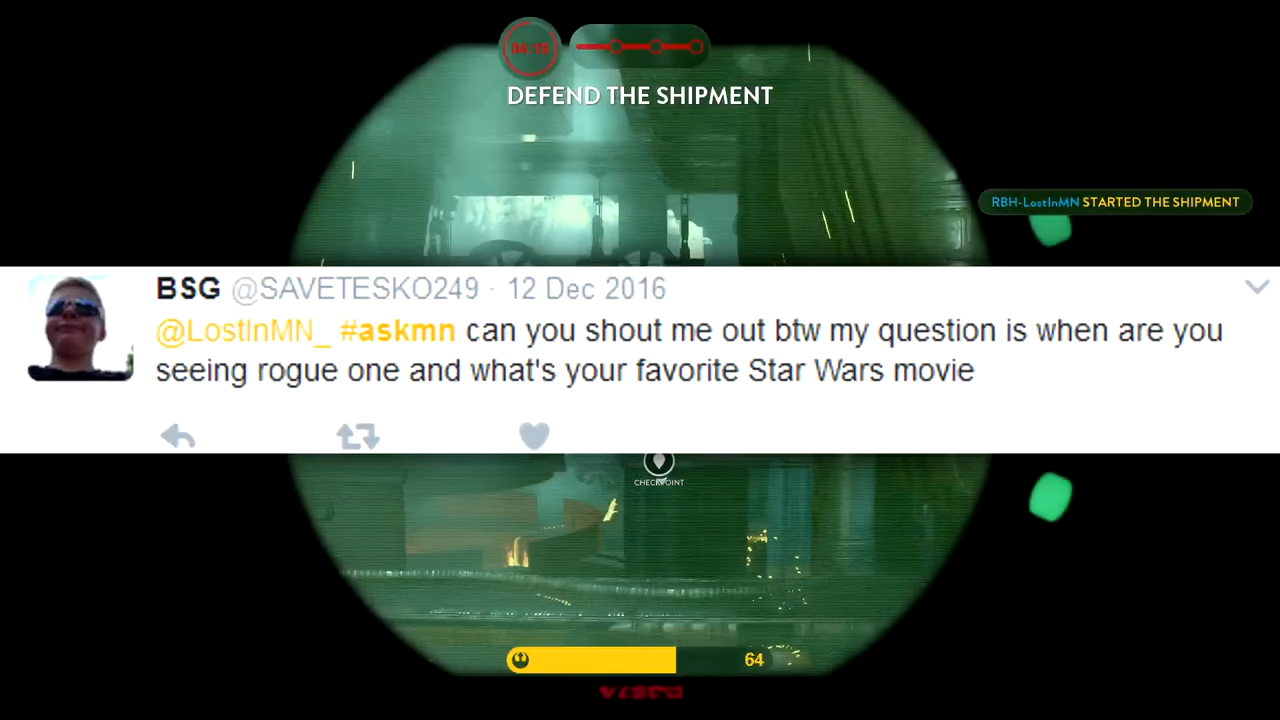 04:19
DEFEND THE SHIPMENT
RBH-LostInMN STARTED THE SHIPMENT
BSG @SAVETESKO249 · 12 Dec 2016
@LostInMN_ #askmn can you shout me out btw my question is when are you
seeing rogue one and what's your favorite Star Wars movie
CHECKPOINT
64